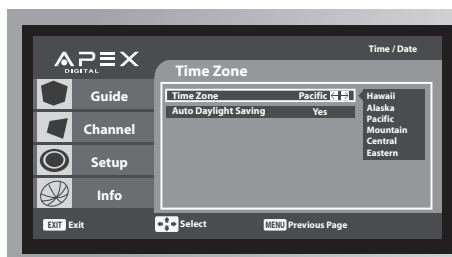 Time / Date
APEX
DIGITAL
Time Zone
Guide
Time Zone Pacific
Auto Daylight Saving Yes
Hawaii
Alaska
Pacific
Mountain
Central
Eastern
Channel
Setup
Info
EXIT Exit
Select
MENU Previous Page